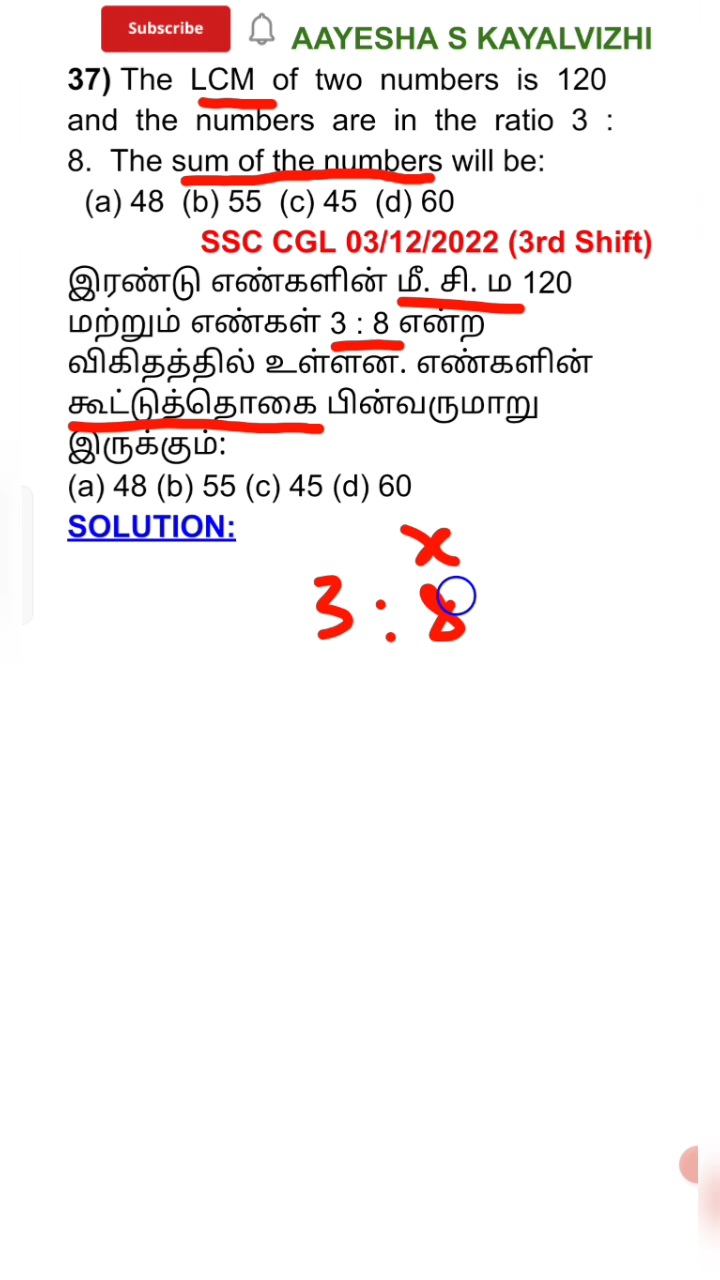 Subscribe
AAYESHA S KAYALVIZHI
37) The LCM of two numbers is 120
and the numbers are in the ratio 3 :
8. The sum of the numbers will be:
(a) 48 (b) 55 (c) 45 (d) 60
SSC CGL 03/12/2022 (3rd Shift)
இரண்டு எண்களின் மீ. சி. ம 120
மற்றும் எண்கள் 3 : 8 என்ற
விகிதத்தில் உள்ளன. எண்களின்
கூட்டுத்தொகை பின்வருமாறு
இருக்கும்:
(a) 48 (b) 55 (c) 45 (d) 60
SOLUTION:
x
3 : 8